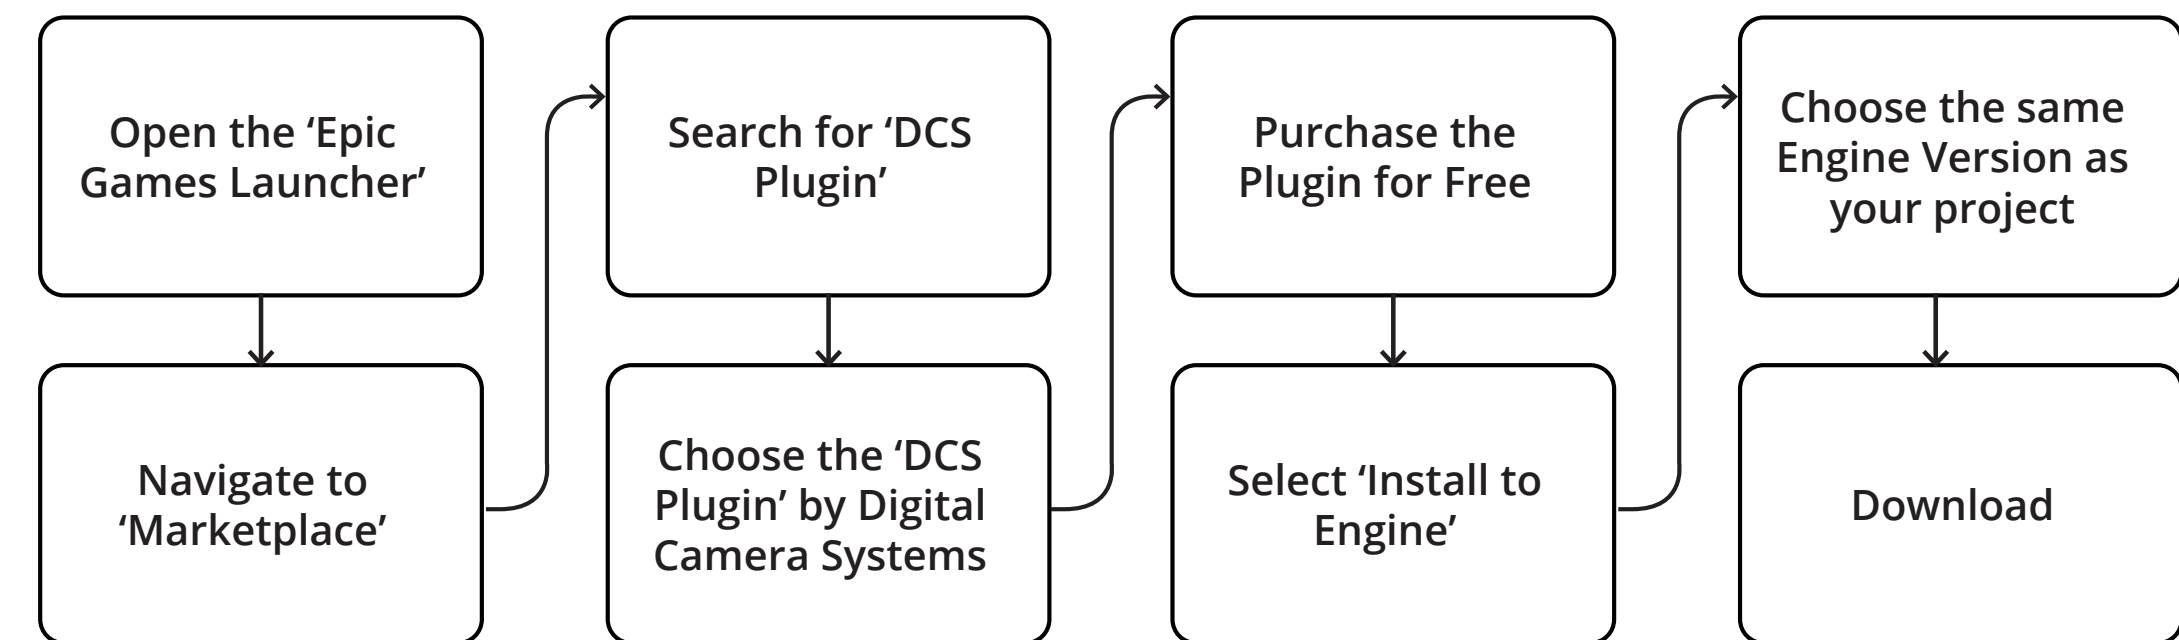 Open the ‘Epic
Games Launcher’
Navigate to
‘Marketplace’
Search for ‘DCS
Plugin’
Choose the ‘DCS
Plugin’ by Digital
Camera Systems
Purchase the
Plugin for Free
Select ‘Install to
Engine’
Choose the same
Engine Version as
your project
Download